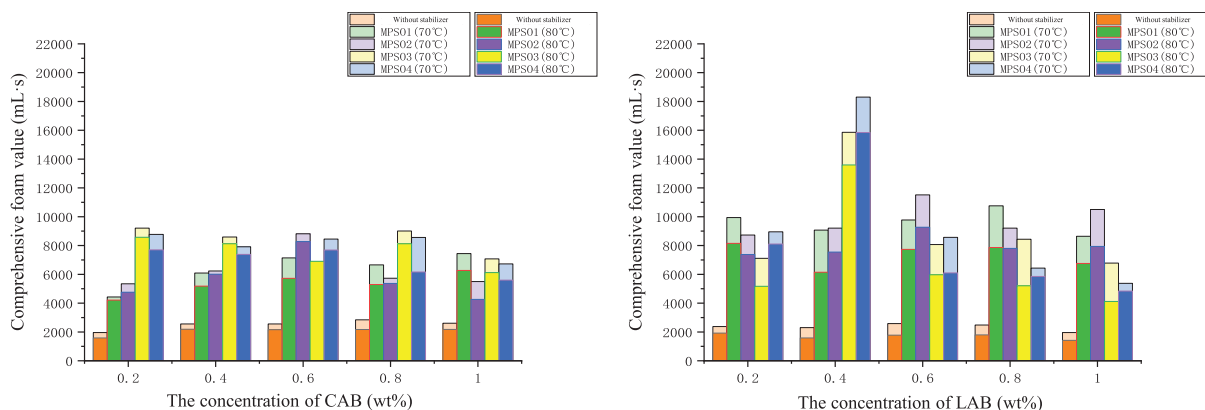 Without stabilizer
MPS01(70℃)
MPS02(70℃)
MPS03(70℃)
MPS04(70℃)
Without stabilizer
MPS01(80℃)
MPS02(80℃)
MPS03(80℃)
MPS04(80℃)
Comprehensive foam value (mL·s)
22000
20000
18000
16000
14000
12000
10000
8000
6000
4000
2000
0
0.2 0.4 0.6 0.8 1
The concentration of CAB (wt%)
Without stabilizer
MPS01(70℃)
MPS02(70℃)
MPS03(70℃)
MPS04(70℃)
Without stabilizer
MPS01(80℃)
MPS02(80℃)
MPS03(80℃)
MPS04(80℃)
Comprehensive foam value (mL·s)
22000
20000
18000
16000
14000
12000
10000
8000
6000
4000
2000
0
0.2 0.4 0.6 0.8 1
The concentration of LAB (wt%)